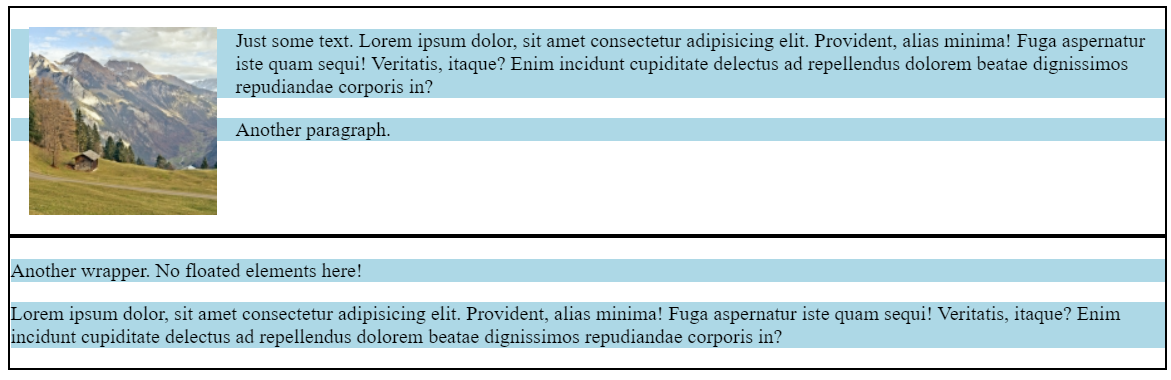 Just some text. Lorem ipsum dolor, sit amet consectetur adipisicing elit. Provident, alias minima! Fuga aspernatur
iste quam sequi! Veritatis, itaque? Enim incidunt cupiditate delectus ad repellendus dolorem beatae dignissimos
repudiandae corporis in?
Another paragraph.
Another wrapper. No floated elements here!
Lorem ipsum dolor, sit amet consectetur adipisicing elit. Provident, alias minima! Fuga aspernatur iste quam sequi! Veritatis, itaque? Enim
incidunt cupiditate delectus ad repellendus dolorem beatae dignissimos repudiandae corporis in?